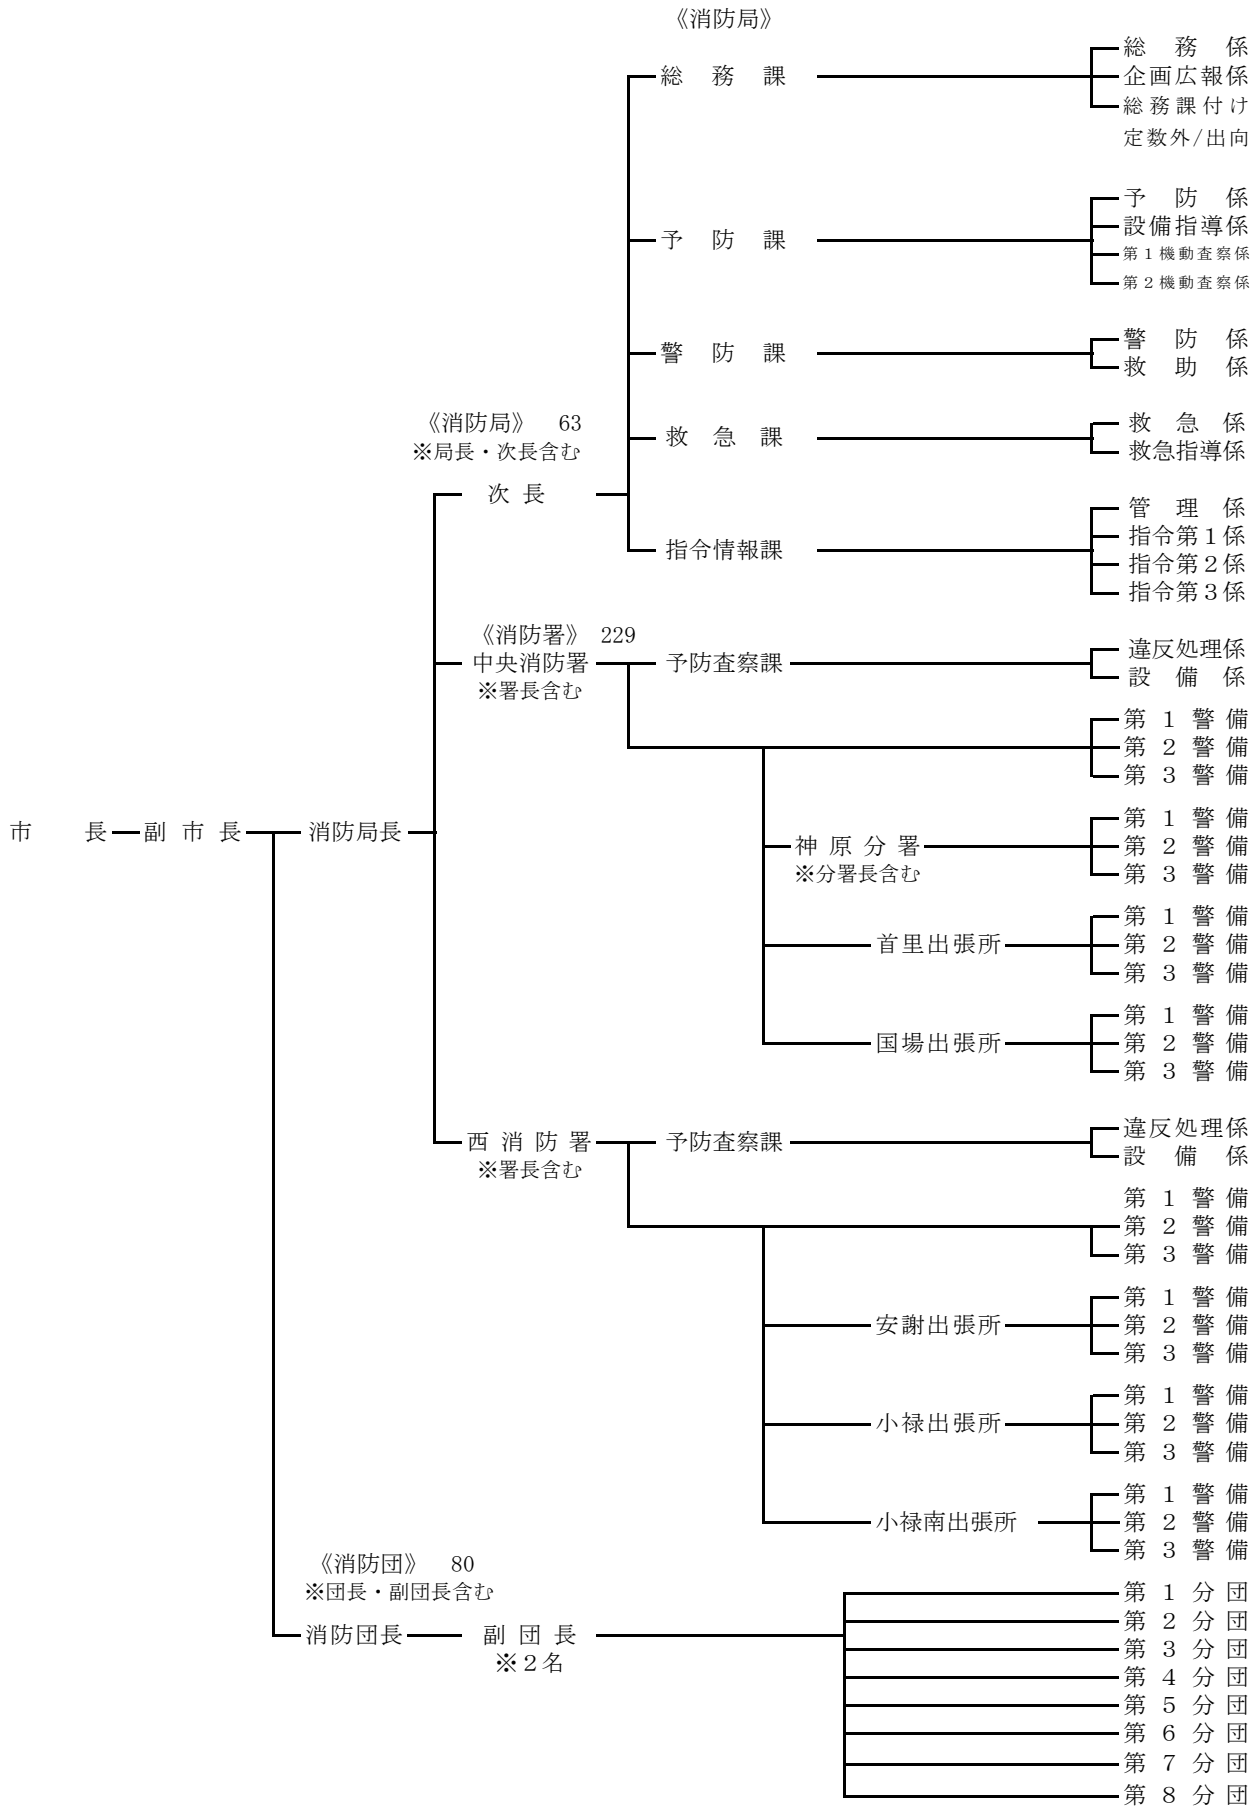 《消防局》
総務課
総務係
企画広報係
総務課付け
定数外/出向
予防課
予防係
設備指導係
第1機動査察係
第2機動査察係
警防課
警防係
救助係
《消防局》 63
※局長・次長含む
次長
救急課
救急係
救急指導係
指令情報課
管理係
指令第1係
指令第2係
指令第3係
《消防署》 229
中央消防署
※署長含む
予防査察課
違反処理係
設備係
第1警備
第2警備
第3警備
市長
副市長
消防局長
神原分署
※分署長含む
第1警備
第2警備
第3警備
首里出張所
第1警備
第2警備
第3警備
国場出張所
第1警備
第2警備
第3警備
西消防署
※署長含む
予防査察課
違反処理係
設備係
第1警備
第2警備
第3警備
安謝出張所
第1警備
第2警備
第3警備
小禄出張所
第1警備
第2警備
第3警備
小禄南出張所
第1警備
第2警備
第3警備
《消防団》 80
※団長・副団長含む
消防団長
副団長
※2名
第1分団
第2分団
第3分団
第4分団
第5分団
第6分団
第7分団
第8分団